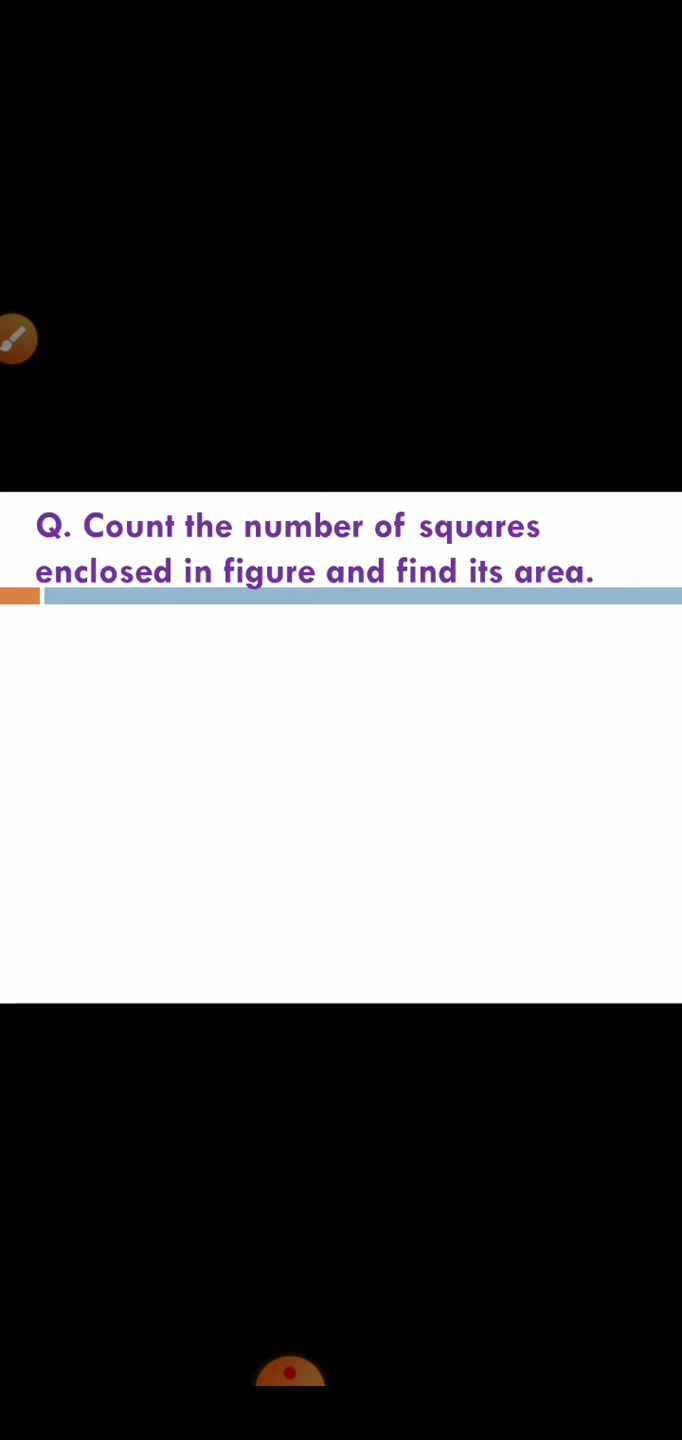 Q. Count the number of squares
enclosed in figure and find its area.